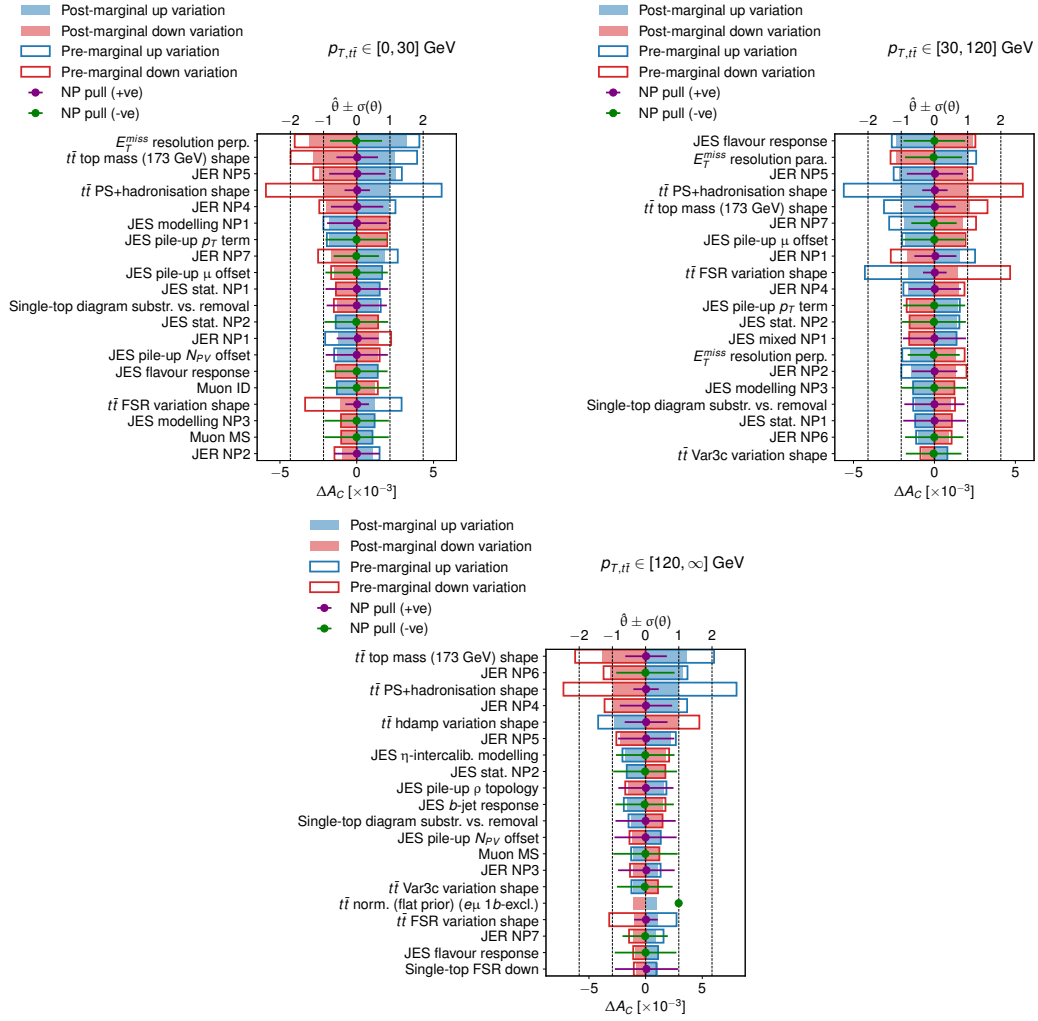 Post-marginal up variation
Post-marginal down variation
Pre-marginal up variation
Pre-marginal down variation
NP pull (+ve)
NP pull (-ve)
p_{T,tt̄} ∈ [0, 30] GeV
θ̂ ± σ(θ)
−2 −1 0 1 2
E_T^{miss} resolution perp.
tt̄ top mass (173 GeV) shape
JER NP5
tt̄ PS+hadronisation shape
JER NP4
JES modelling NP1
JES pile-up p_T term
JER NP7
JES pile-up μ offset
JES stat. NP1
Single-top diagram substr. vs. removal
JES stat. NP2
JER NP1
JES pile-up N_{PV} offset
JES flavour response
Muon ID
tt̄ FSR variation shape
JES modelling NP3
Muon MS
JER NP2
−5 0 5
ΔA_C [×10^{−3}]
Post-marginal up variation
Post-marginal down variation
Pre-marginal up variation
Pre-marginal down variation
NP pull (+ve)
NP pull (-ve)
p_{T,tt̄} ∈ [30, 120] GeV
θ̂ ± σ(θ)
−2 −1 0 1 2
JES flavour response
E_T^{miss} resolution para.
JER NP5
tt̄ PS+hadronisation shape
tt̄ top mass (173 GeV) shape
JER NP7
JES pile-up μ offset
JER NP1
tt̄ FSR variation shape
JER NP4
JES pile-up p_T term
JES stat. NP2
JES mixed NP1
E_T^{miss} resolution perp.
JER NP2
JES modelling NP3
Single-top diagram substr. vs. removal
JES stat. NP1
JER NP6
tt̄ Var3c variation shape
−5 0 5
ΔA_C [×10^{−3}]
Post-marginal up variation
Post-marginal down variation
Pre-marginal up variation
Pre-marginal down variation
NP pull (+ve)
NP pull (-ve)
p_{T,tt̄} ∈ [120, ∞] GeV
θ̂ ± σ(θ)
−2 −1 0 1 2
tt̄ top mass (173 GeV) shape
JER NP6
tt̄ PS+hadronisation shape
JER NP4
tt̄ hdamp variation shape
JER NP5
JES η-intercalib. modelling
JES stat. NP2
JES pile-up ρ topology
JES b-jet response
Single-top diagram substr. vs. removal
JES pile-up N_{PV} offset
Muon MS
JER NP3
tt̄ Var3c variation shape
tt̄ norm. (flat prior) (eμ 1b-excl.)
tt̄ FSR variation shape
JER NP7
JES flavour response
Single-top FSR down
−5 0 5
ΔA_C [×10^{−3}]